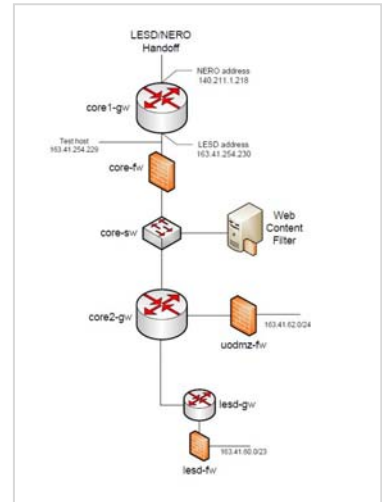 LESD/NERO
Handoff
NERO address
140.211.1.218
core1-gw
Test host
163.41.254.229
LESD address
163.41.254.230
core-fw
core-sw
Web
Content
Filter
core2-gw
163.41.62.0/24
uodmz-fw
lesd-gw
163.41.60.0/23
lesd-fw